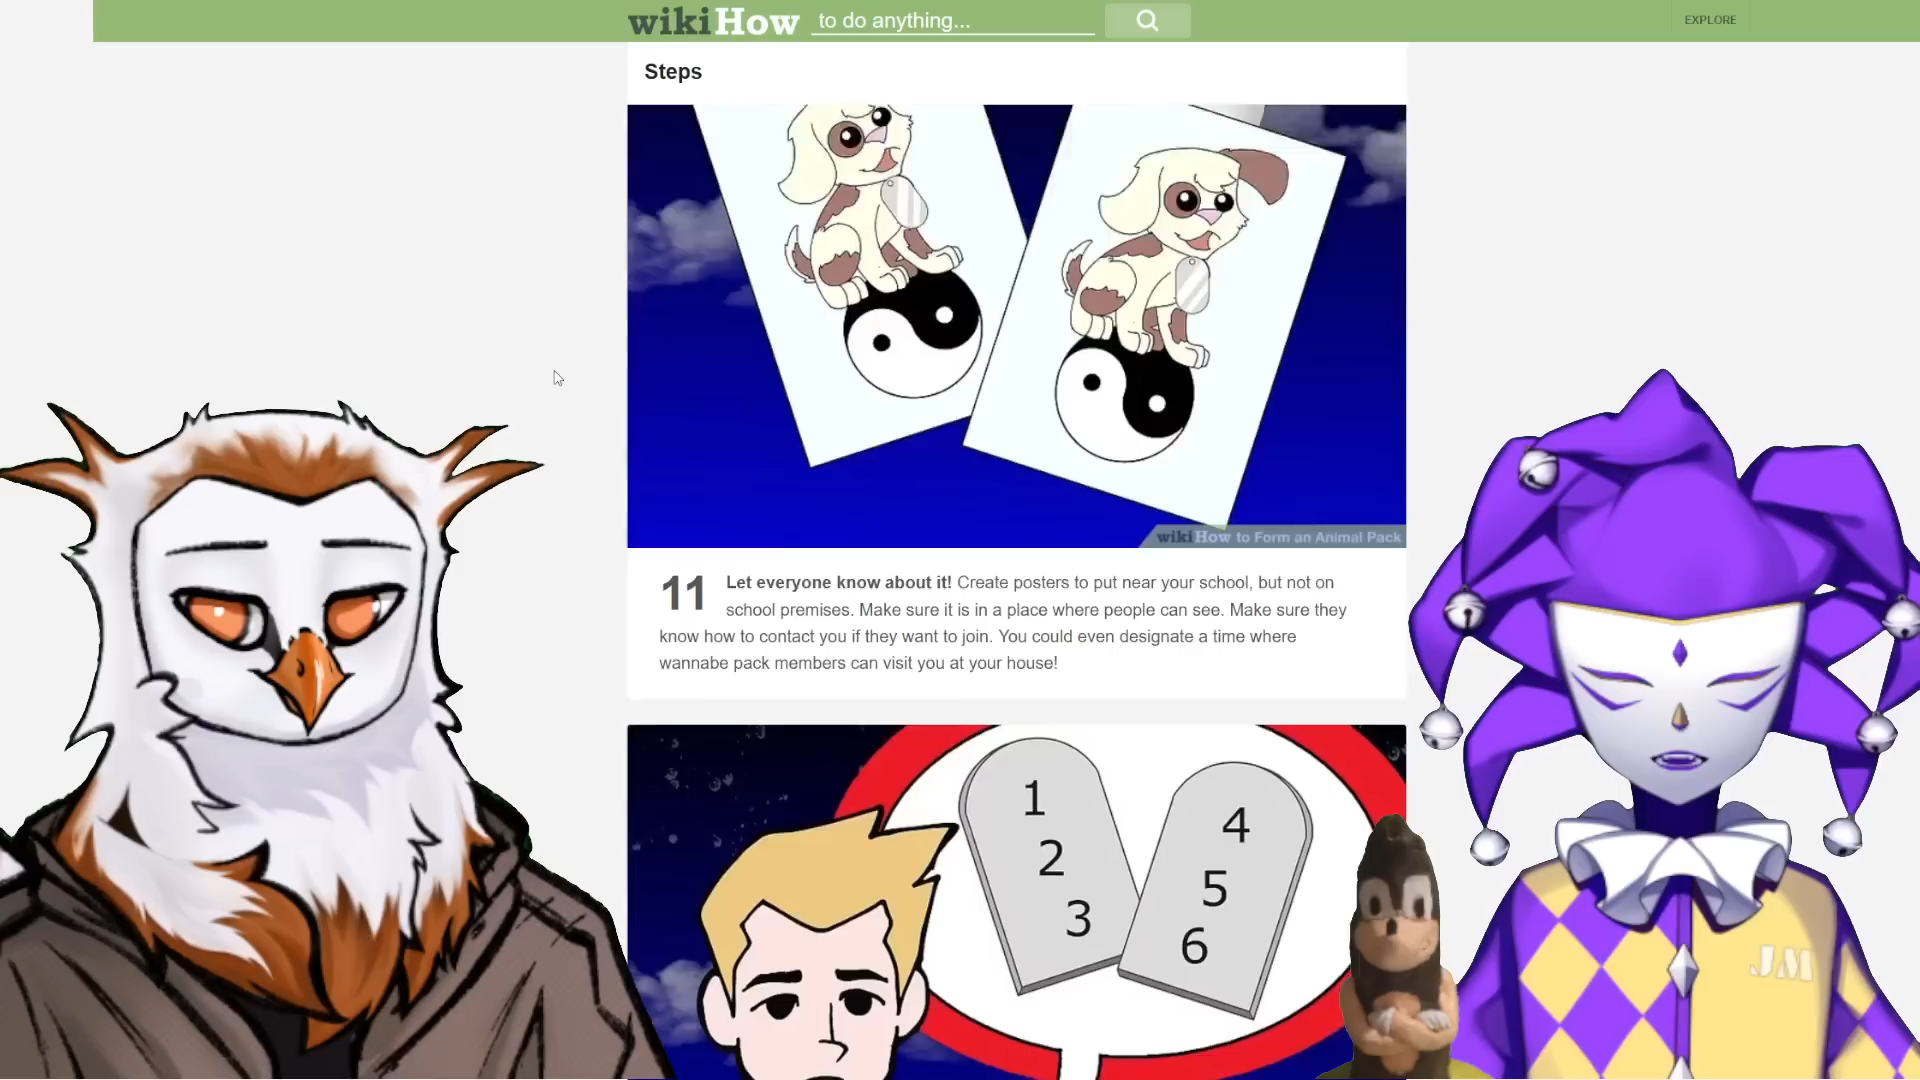 wikiHow to do anything...
EXPLORE
Steps
wikiHow to Form an Animal Pack
11 Let everyone know about it! Create posters to put near your school, but not on
school premises. Make sure it is in a place where people can see. Make sure they
know how to contact you if they want to join. You could even designate a time where
wannabe pack members can visit you at your house!
1
2
3
4
5
6
JM